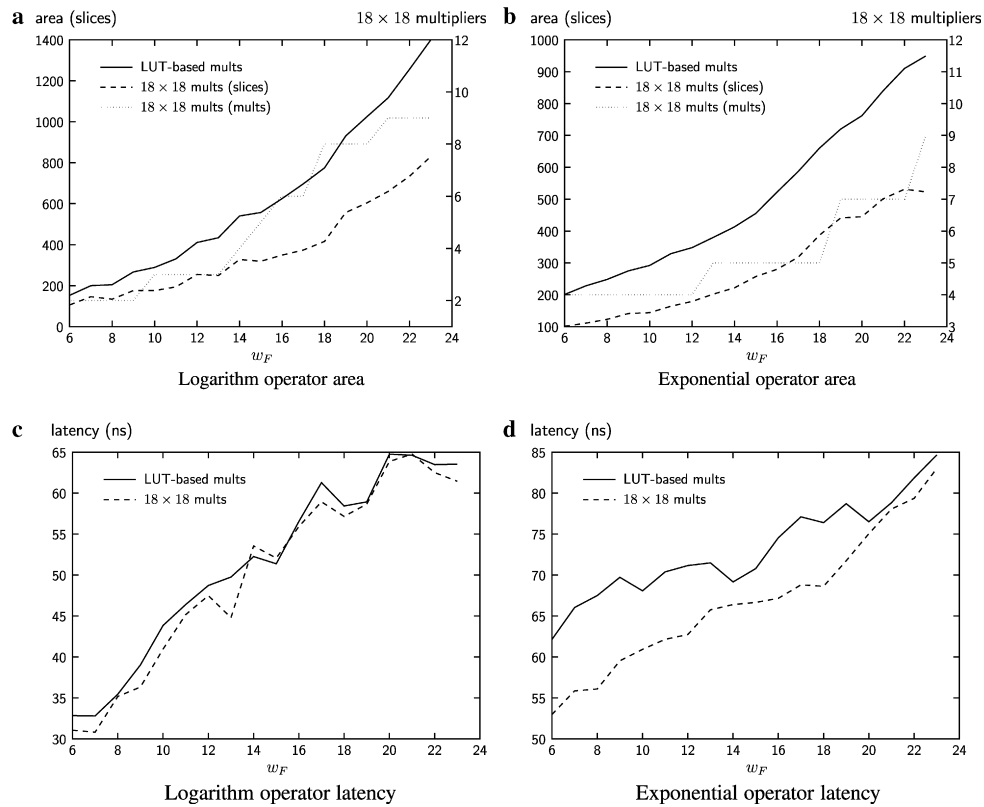 a area (slices) 18 × 18 multipliers
1400
1200
1000
800
600
400
200
0
12
10
8
6
4
2
LUT-based mults
18 × 18 mults (slices)
18 × 18 mults (mults)
6 8 10 12 14 16 18 20 22 24
w_F
Logarithm operator area
b area (slices) 18 × 18 multipliers
1000
900
800
700
600
500
400
300
200
100
12
11
10
9
8
7
6
5
4
3
LUT-based mults
18 × 18 mults (slices)
18 × 18 mults (mults)
6 8 10 12 14 16 18 20 22 24
w_F
Exponential operator area
c latency (ns)
65
60
55
50
45
40
35
30
LUT-based mults
18 × 18 mults
6 8 10 12 14 16 18 20 22 24
w_F
Logarithm operator latency
d latency (ns)
85
80
75
70
65
60
55
50
LUT-based mults
18 × 18 mults
6 8 10 12 14 16 18 20 22 24
w_F
Exponential operator latency